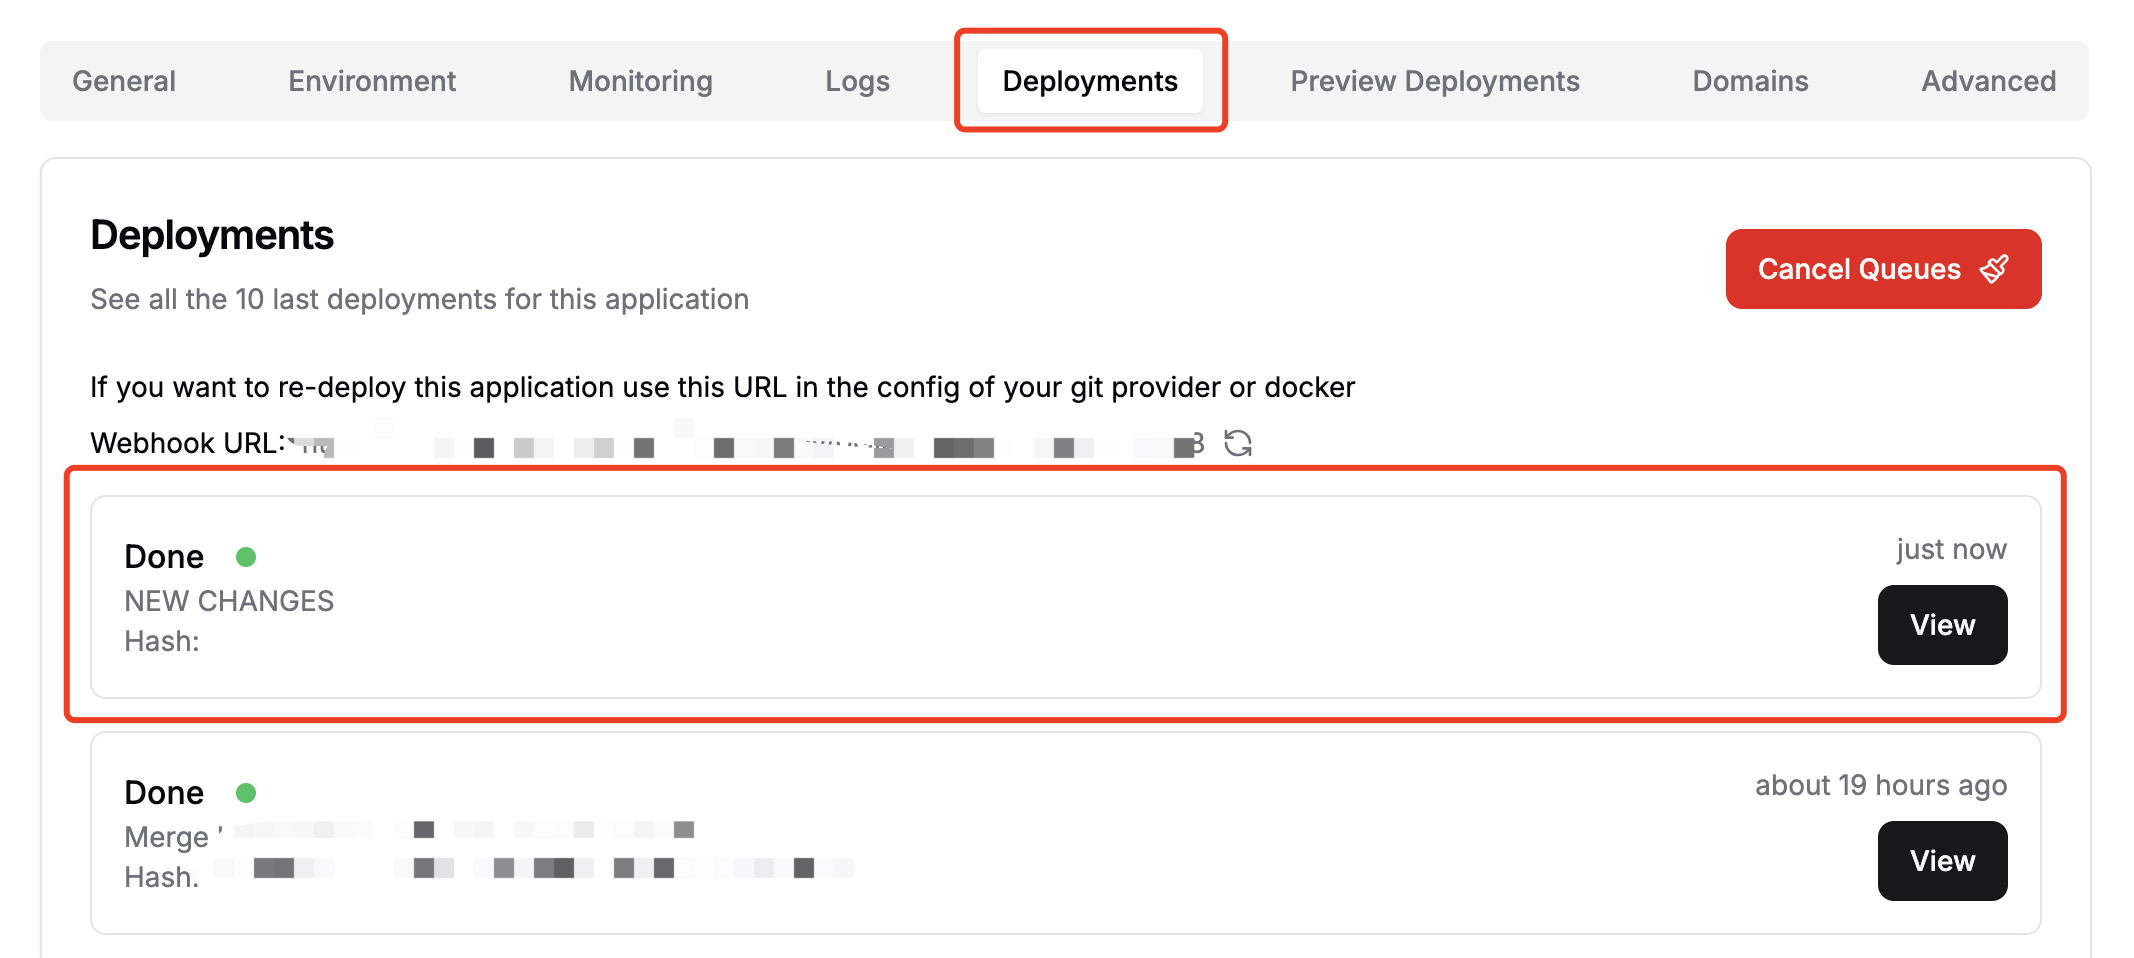 General Environment Monitoring Logs Deployments Preview Deployments Domains Advanced
Deployments
Cancel Queues
See all the 10 last deployments for this application
If you want to re-deploy this application use this URL in the config of your git provider or docker
Webhook URL:
Done
just now
NEW CHANGES
View
Hash:
Done
about 19 hours ago
Merge
View
Hash.